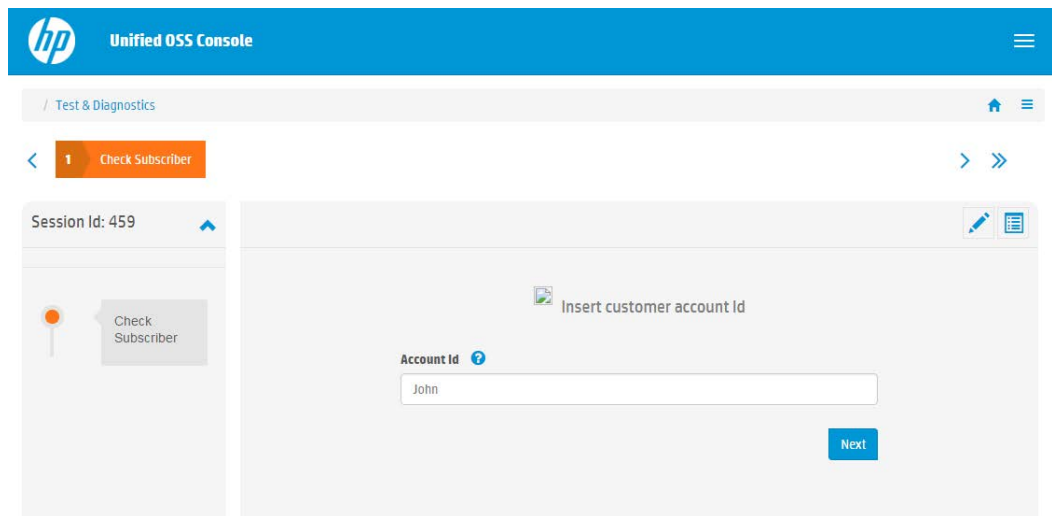 hp Unified OSS Console
/ Test & Diagnostics
1 Check Subscriber
Session Id: 459
Check
Subscriber
Insert customer account Id
Account Id ?
John
Next